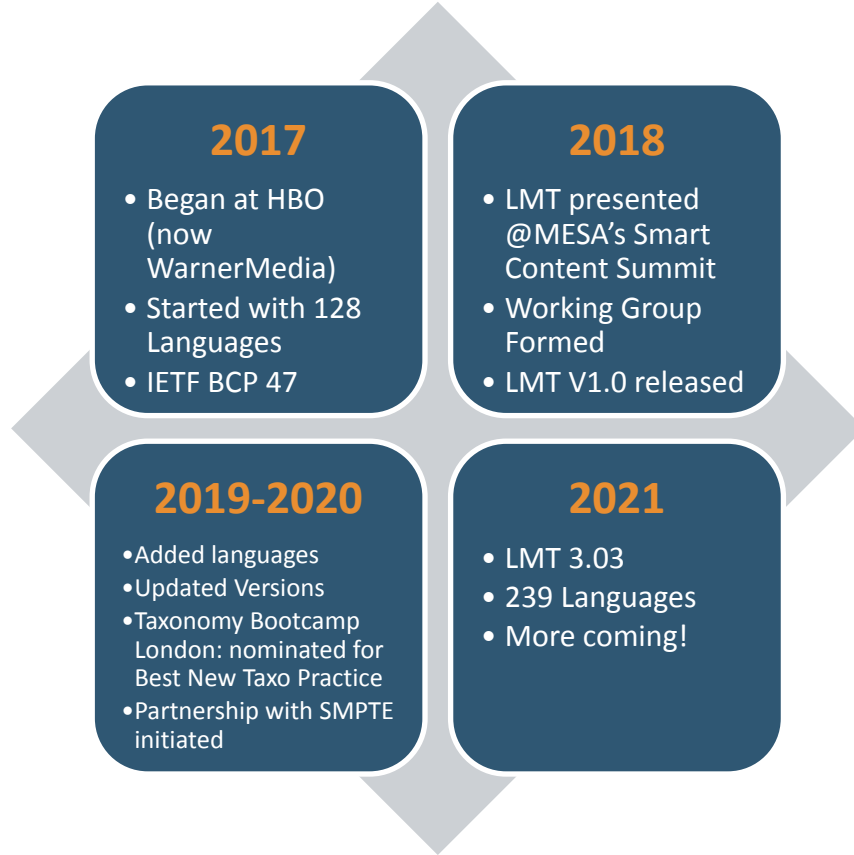 2017
• Began at HBO
(now
WarnerMedia)
• Started with 128
Languages
• IETF BCP 47
2018
• LMT presented
@MESA’s Smart
Content Summit
• Working Group
Formed
• LMT V1.0 released
2019-2020
•Added languages
•Updated Versions
•Taxonomy Bootcamp
London: nominated for
Best New Taxo Practice
•Partnership with SMPTE
initiated
2021
• LMT 3.03
• 239 Languages
• More coming!